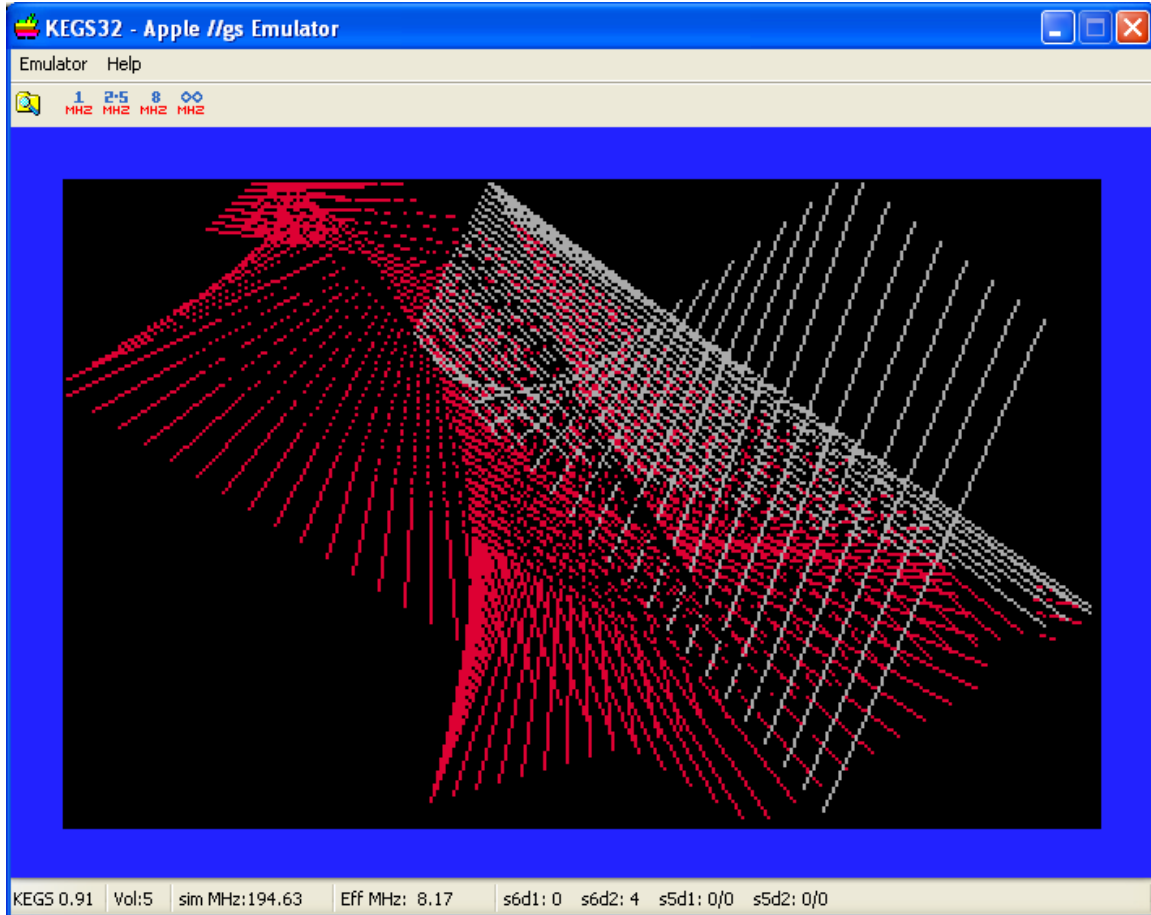 KEGS32 - Apple //gs Emulator
Emulator Help
1 MHZ 2·5 MHZ 8 MHZ ∞ MHZ
KEGS 0.91 Vol:5 sim MHz:194.63 Eff MHz: 8.17 s6d1: 0 s6d2: 4 s5d1: 0/0 s5d2: 0/0